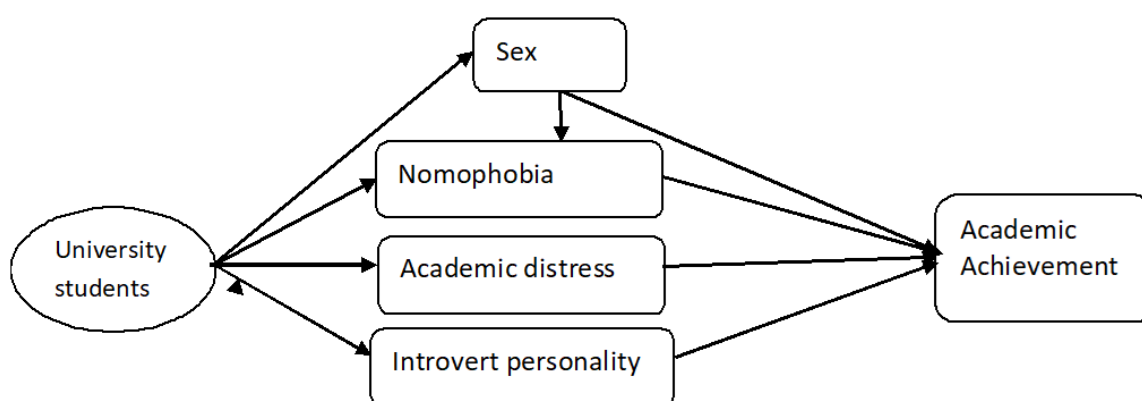 Sex
Nomophobia
University
students
Academic distress
Introvert personality
Academic
Achievement